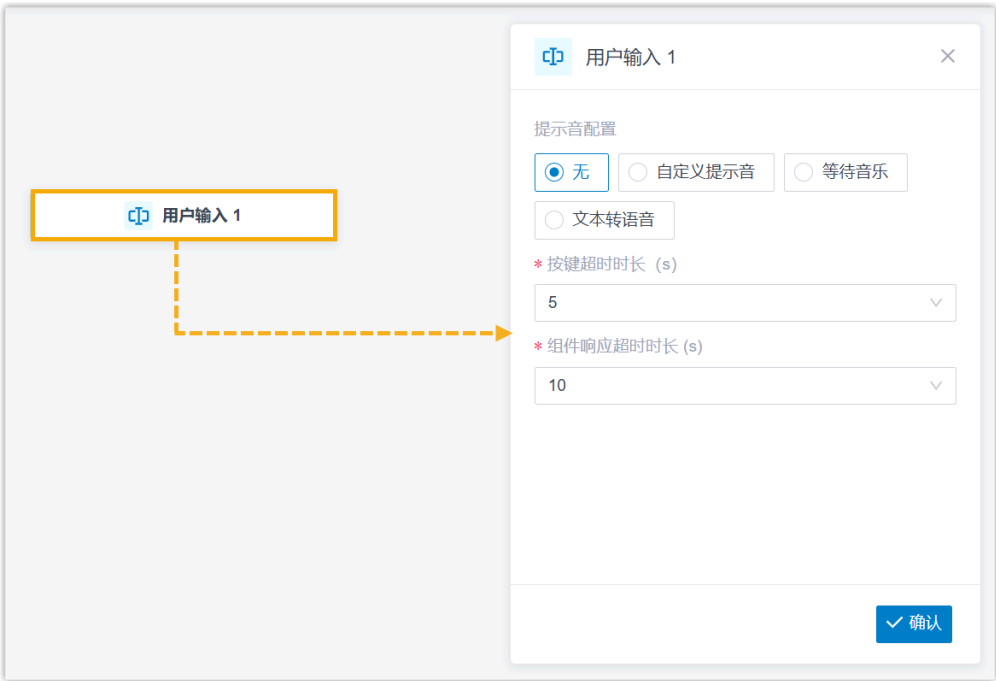 用户输入 1
用户输入 1
提示音配置
无 自定义提示音 等待音乐
文本转语音
* 按键超时时长 (s)
5
* 组件响应超时时长 (s)
10
确认